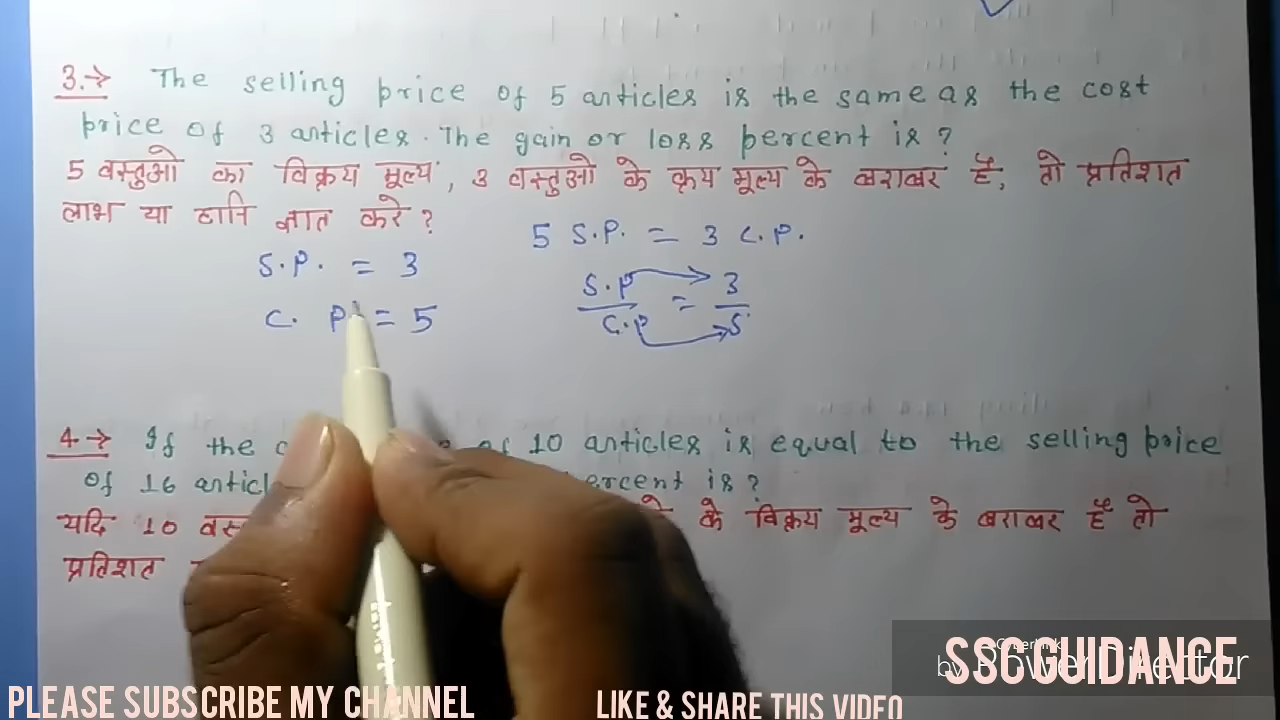 3.→ The selling price of 5 articles is the same as the cost
price of 3 articles. The gain or loss percent is?
5 वस्तुओ का विक्रय मूल्य, 3 वस्तुओ के क्रय मूल्य के बराबर है, तो प्रतिशत
लाभ या हानि ज्ञात करे?
S.P. = 3
C. P = 5
5 S.P. = 3 C.P.
S.P / C.P = 3 / 5
4.→ If the of 10 articles is equal to the selling price
of 16 is?
यदि 10 के विक्रय मूल्य के बराबर हैं तो
प्रतिशत
SSC GUIDANCE
by PowerDirector
PLEASE SUBSCRIBE MY CHANNEL
LIKE & SHARE THIS VIDEO